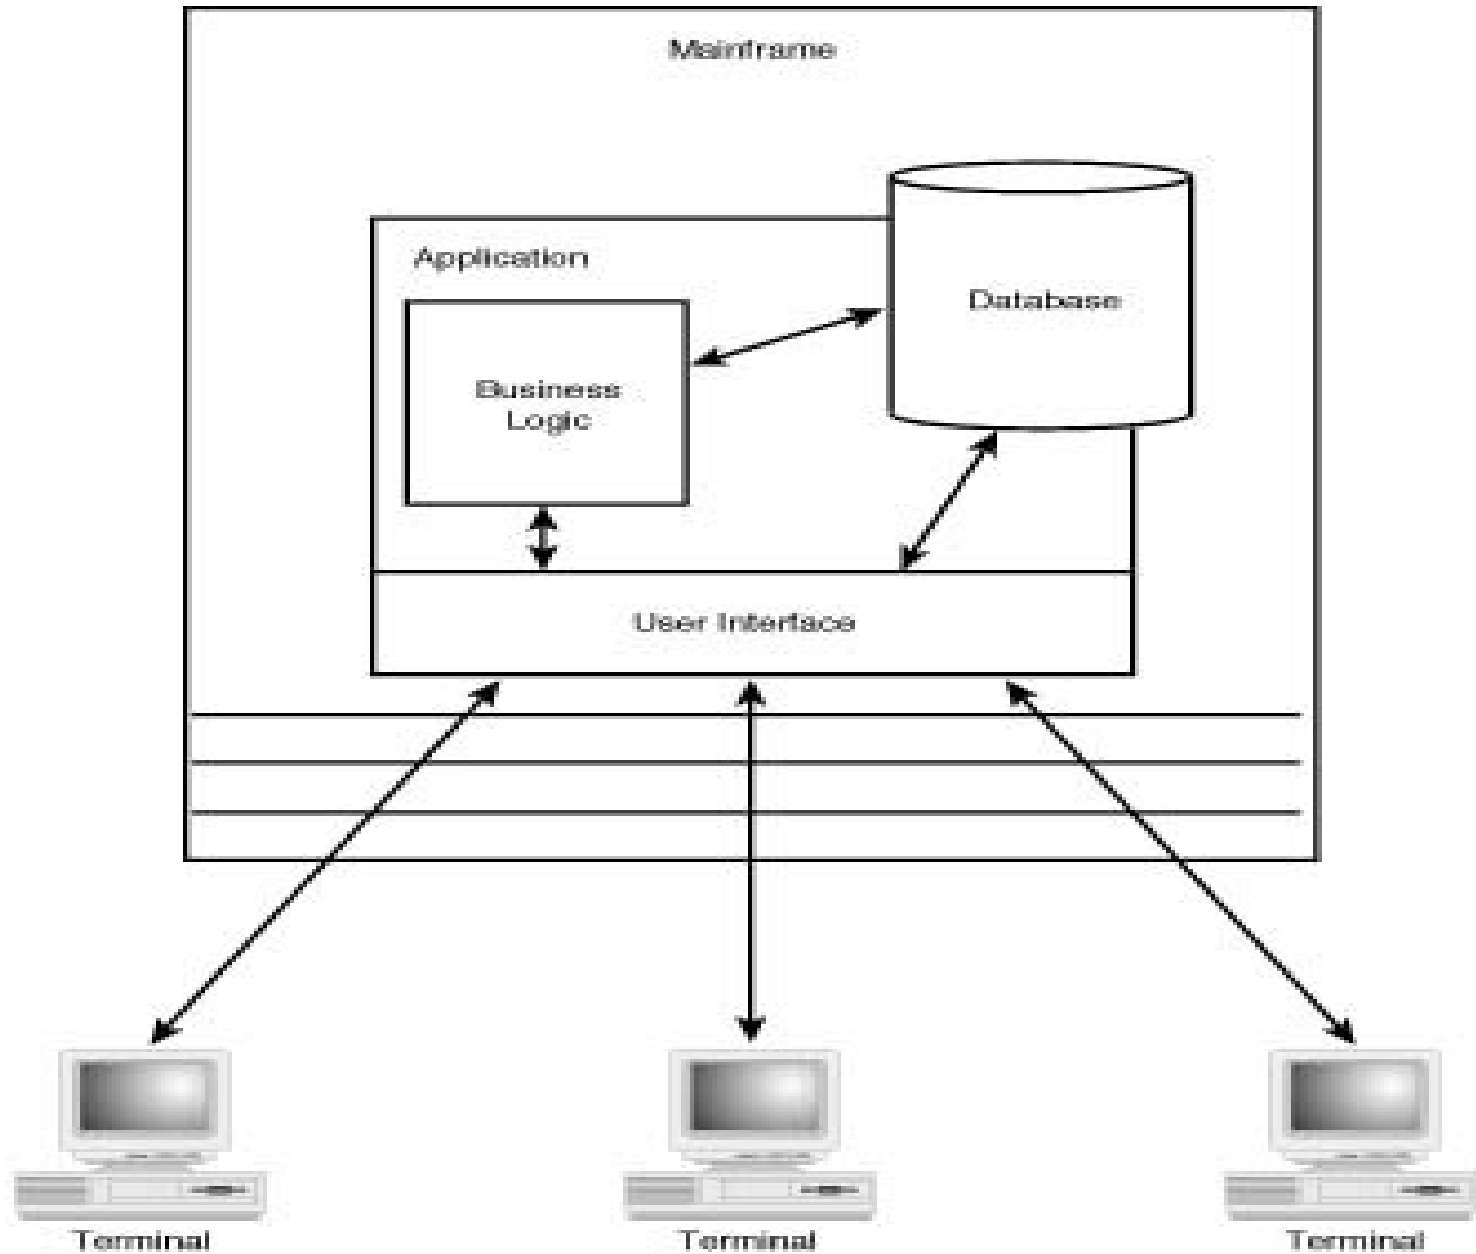 Mainframe
Application
Database
Business
Logic
User Interface
Terminal
Terminal
Terminal